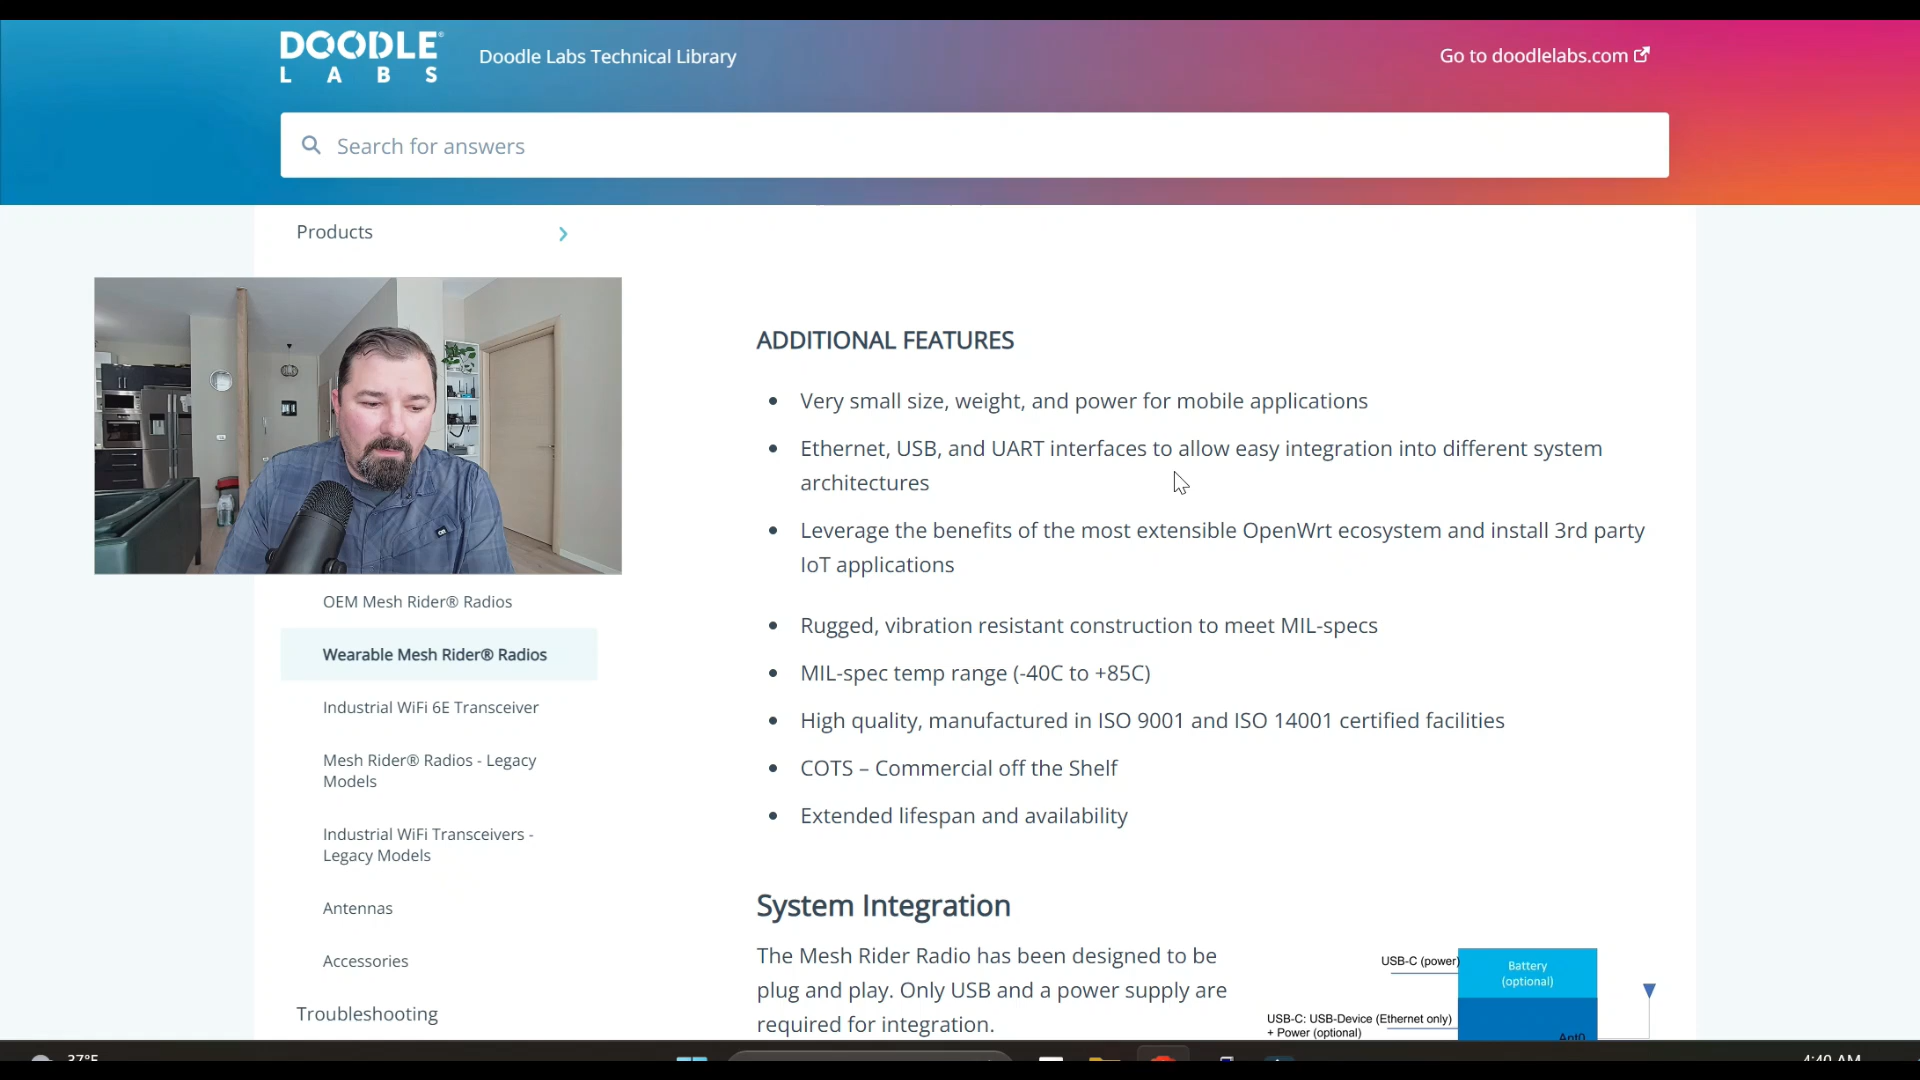 DOODLE®
LABS
Doodle Labs Technical Library
Go to doodlelabs.com
Search for answers
Products
OEM Mesh Rider® Radios
Wearable Mesh Rider® Radios
Industrial WiFi 6E Transceiver
Mesh Rider® Radios - Legacy
Models
Industrial WiFi Transceivers -
Legacy Models
Antennas
Accessories
Troubleshooting
ADDITIONAL FEATURES
• Very small size, weight, and power for mobile applications
• Ethernet, USB, and UART interfaces to allow easy integration into different system
architectures
• Leverage the benefits of the most extensible OpenWrt ecosystem and install 3rd party
IoT applications
• Rugged, vibration resistant construction to meet MIL-specs
• MIL-spec temp range (-40C to +85C)
• High quality, manufactured in ISO 9001 and ISO 14001 certified facilities
• COTS – Commercial off the Shelf
• Extended lifespan and availability
System Integration
The Mesh Rider Radio has been designed to be
plug and play. Only USB and a power supply are
required for integration.
USB-C (power)
Battery
(optional)
USB-C: USB-Device (Ethernet only)
+ Power (optional)
Ant0
37°F
4:40 AM